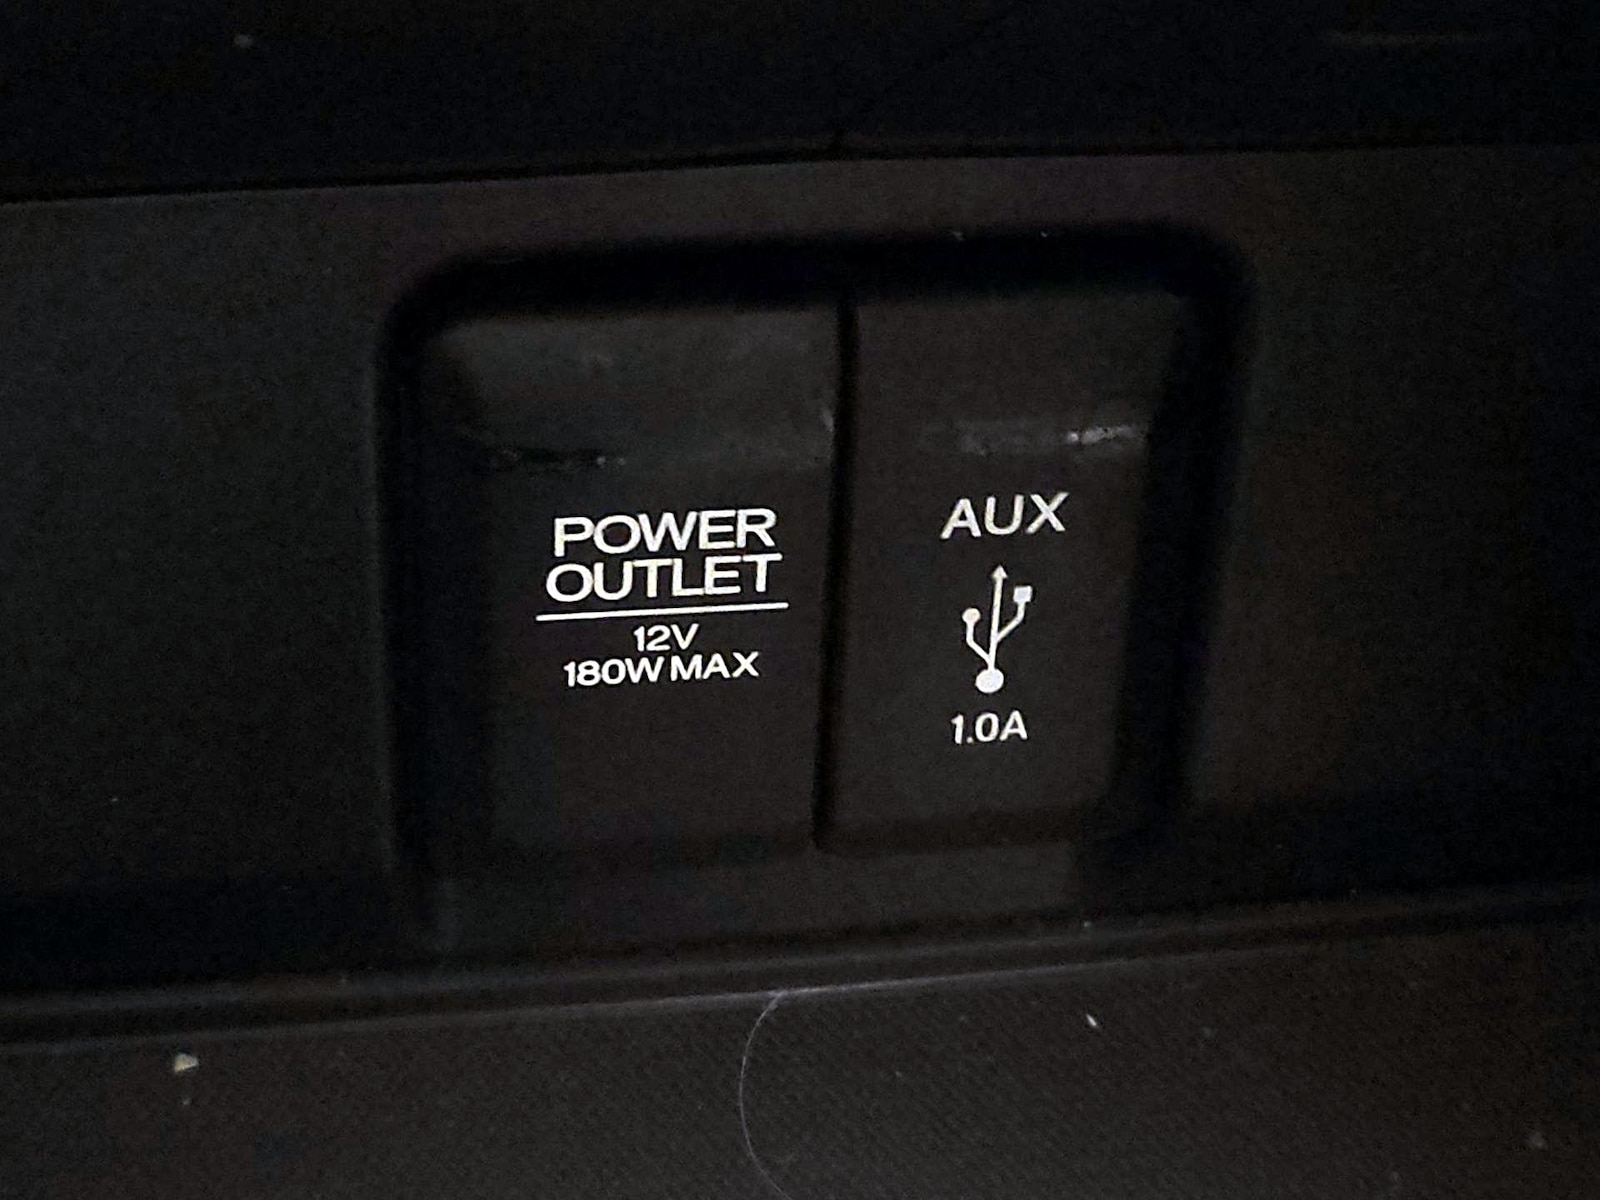 POWER
OUTLET
12V
180W MAX
AUX
1.0A